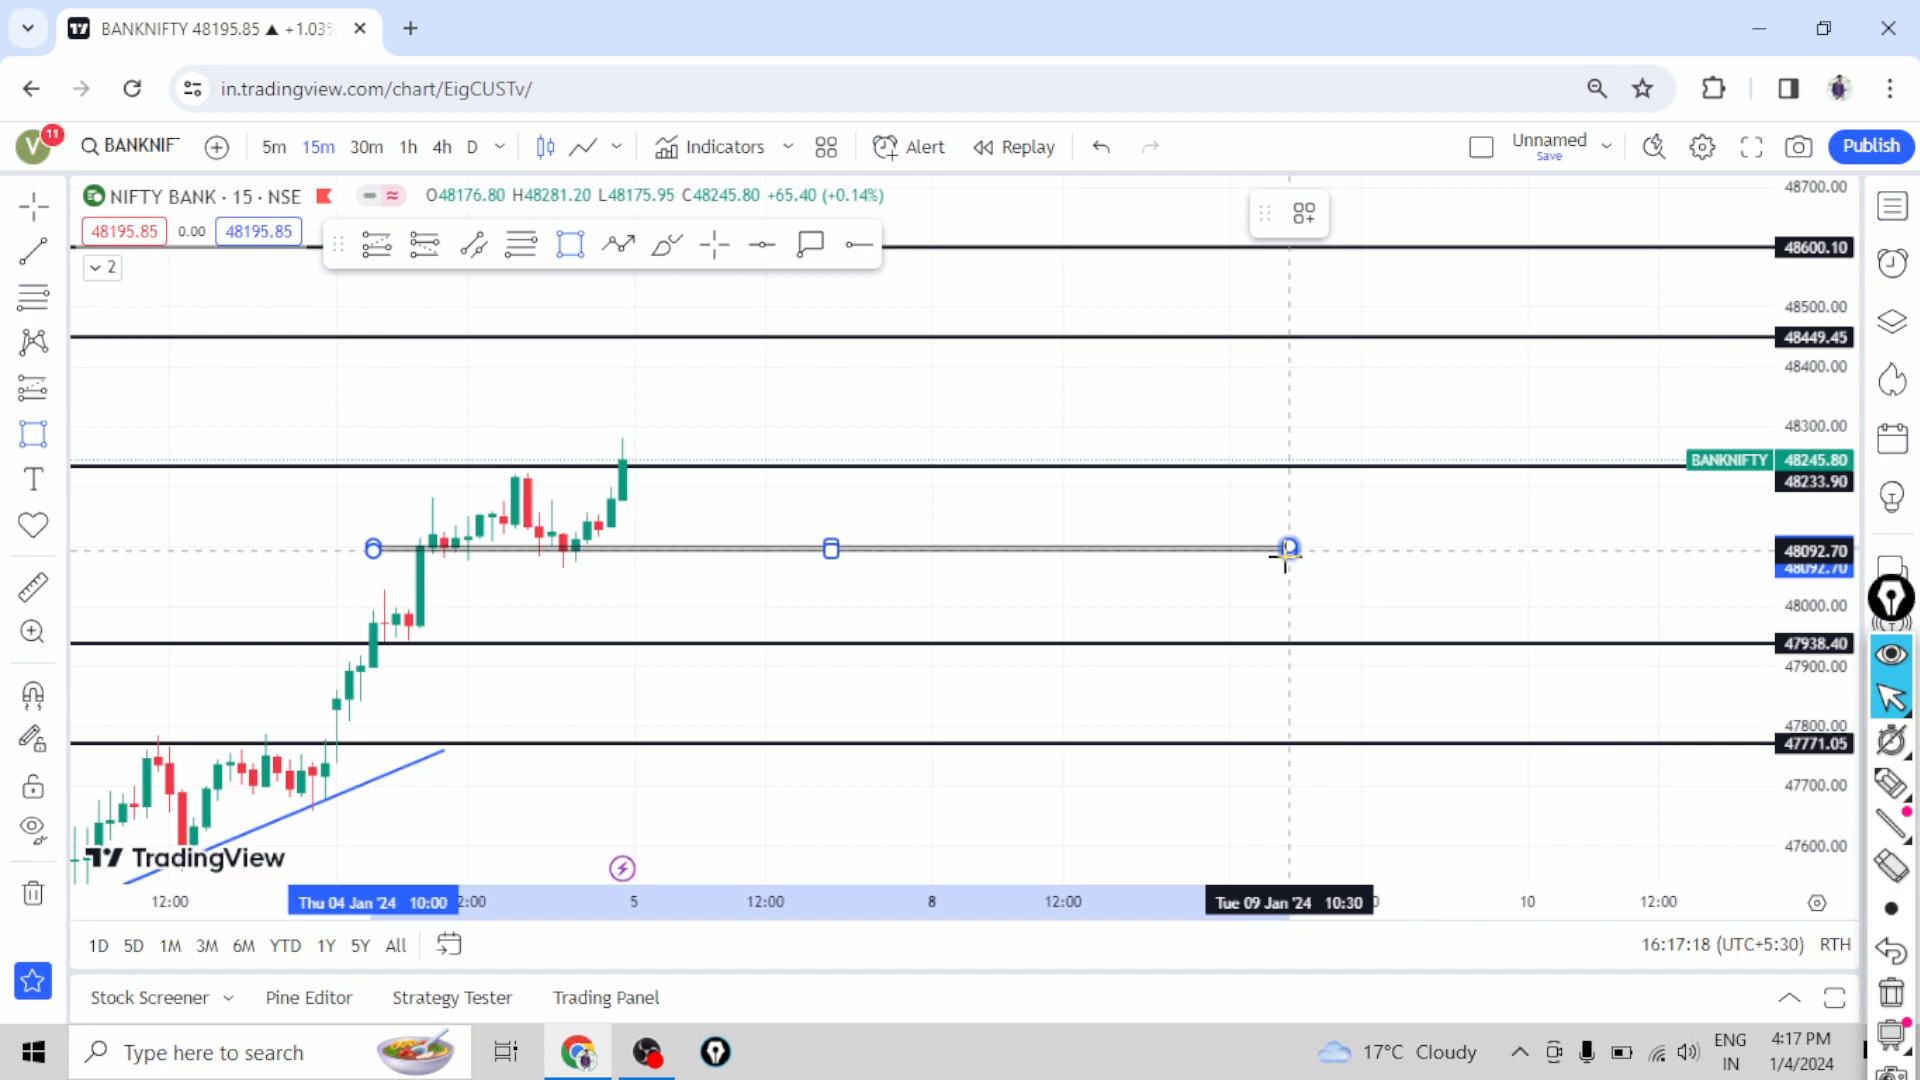 BANKNIFTY 48195.85 ▲ +1.03%
in.tradingview.com/chart/EigCUSTv/
V 11 BANKNIF 5m 15m 30m 1h 4h D Indicators Alert Replay Unnamed Save Publish
NIFTY BANK · 15 · NSE O48176.80 H48281.20 L48175.95 C48245.80 +65.40 (+0.14%)
48195.85 0.00 48195.85
2
48700.00
48600.10
48500.00
48449.45
48400.00
48300.00
BANKNIFTY 48245.80
48233.90
48092.70
48092.70
48000.00
47938.40
47900.00
47800.00
47771.05
47700.00
47600.00
TradingView
12:00 Thu 04 Jan '24 10:00 2:00 5 12:00 8 12:00 Tue 09 Jan '24 10:30 10 12:00
1D 5D 1M 3M 6M YTD 1Y 5Y All 16:17:18 (UTC+5:30) RTH
Stock Screener Pine Editor Strategy Tester Trading Panel
Type here to search 17°C Cloudy ENG IN 4:17 PM 1/4/2024